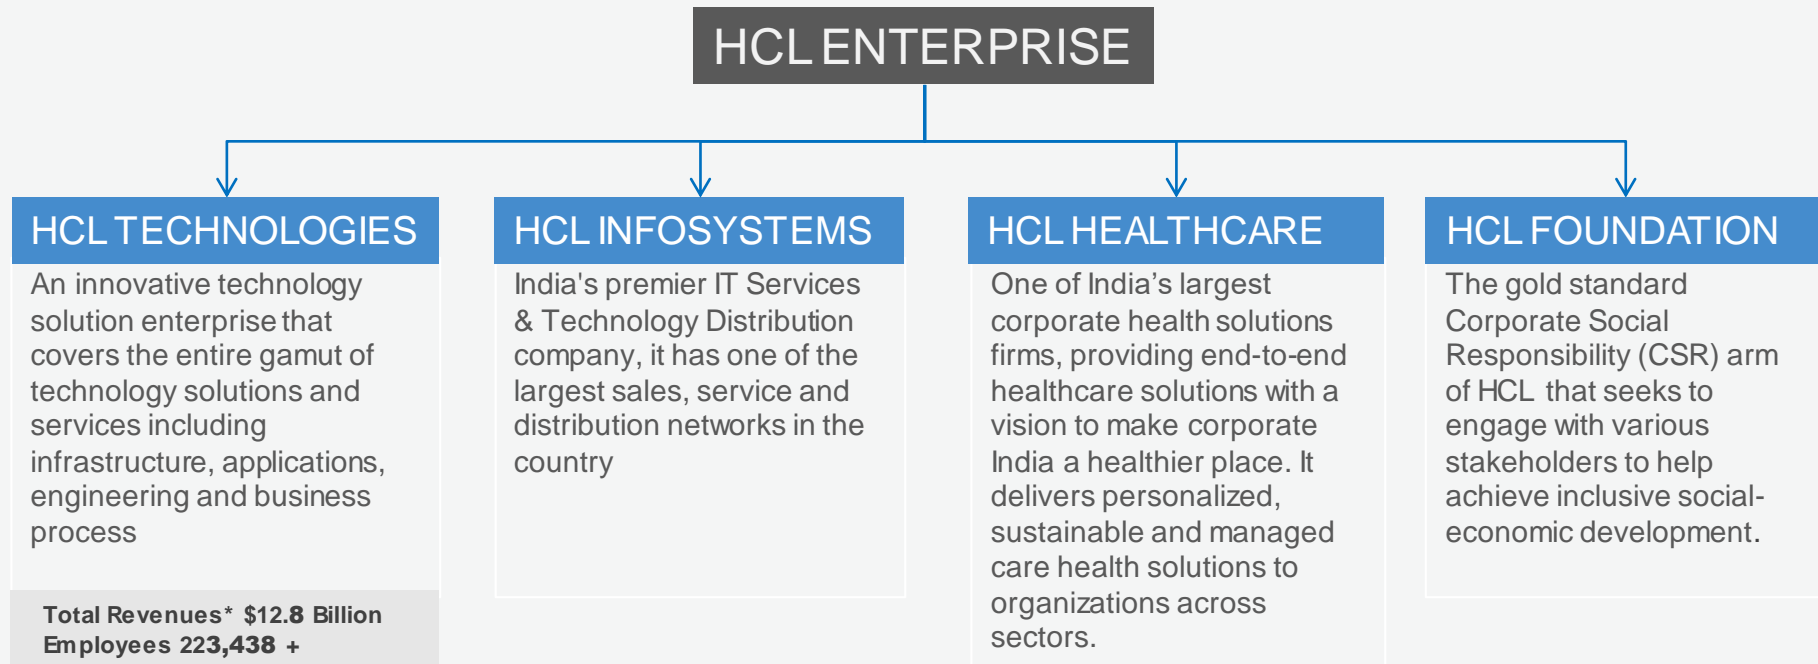 HCL ENTERPRISE
HCL TECHNOLOGIES
An innovative technology
solution enterprise that
covers the entire gamut of
technology solutions and
services including
infrastructure, applications,
engineering and business
process
Total Revenues* $12.8 Billion
Employees 223,438 +
HCL INFOSYSTEMS
India's premier IT Services
& Technology Distribution
company, it has one of the
largest sales, service and
distribution networks in the
country
HCL HEALTHCARE
One of India’s largest
corporate health solutions
firms, providing end-to-end
healthcare solutions with a
vision to make corporate
India a healthier place. It
delivers personalized,
sustainable and managed
care health solutions to
organizations across
sectors.
HCL FOUNDATION
The gold standard
Corporate Social
Responsibility (CSR) arm
of HCL that seeks to
engage with various
stakeholders to help
achieve inclusive social-
economic development.